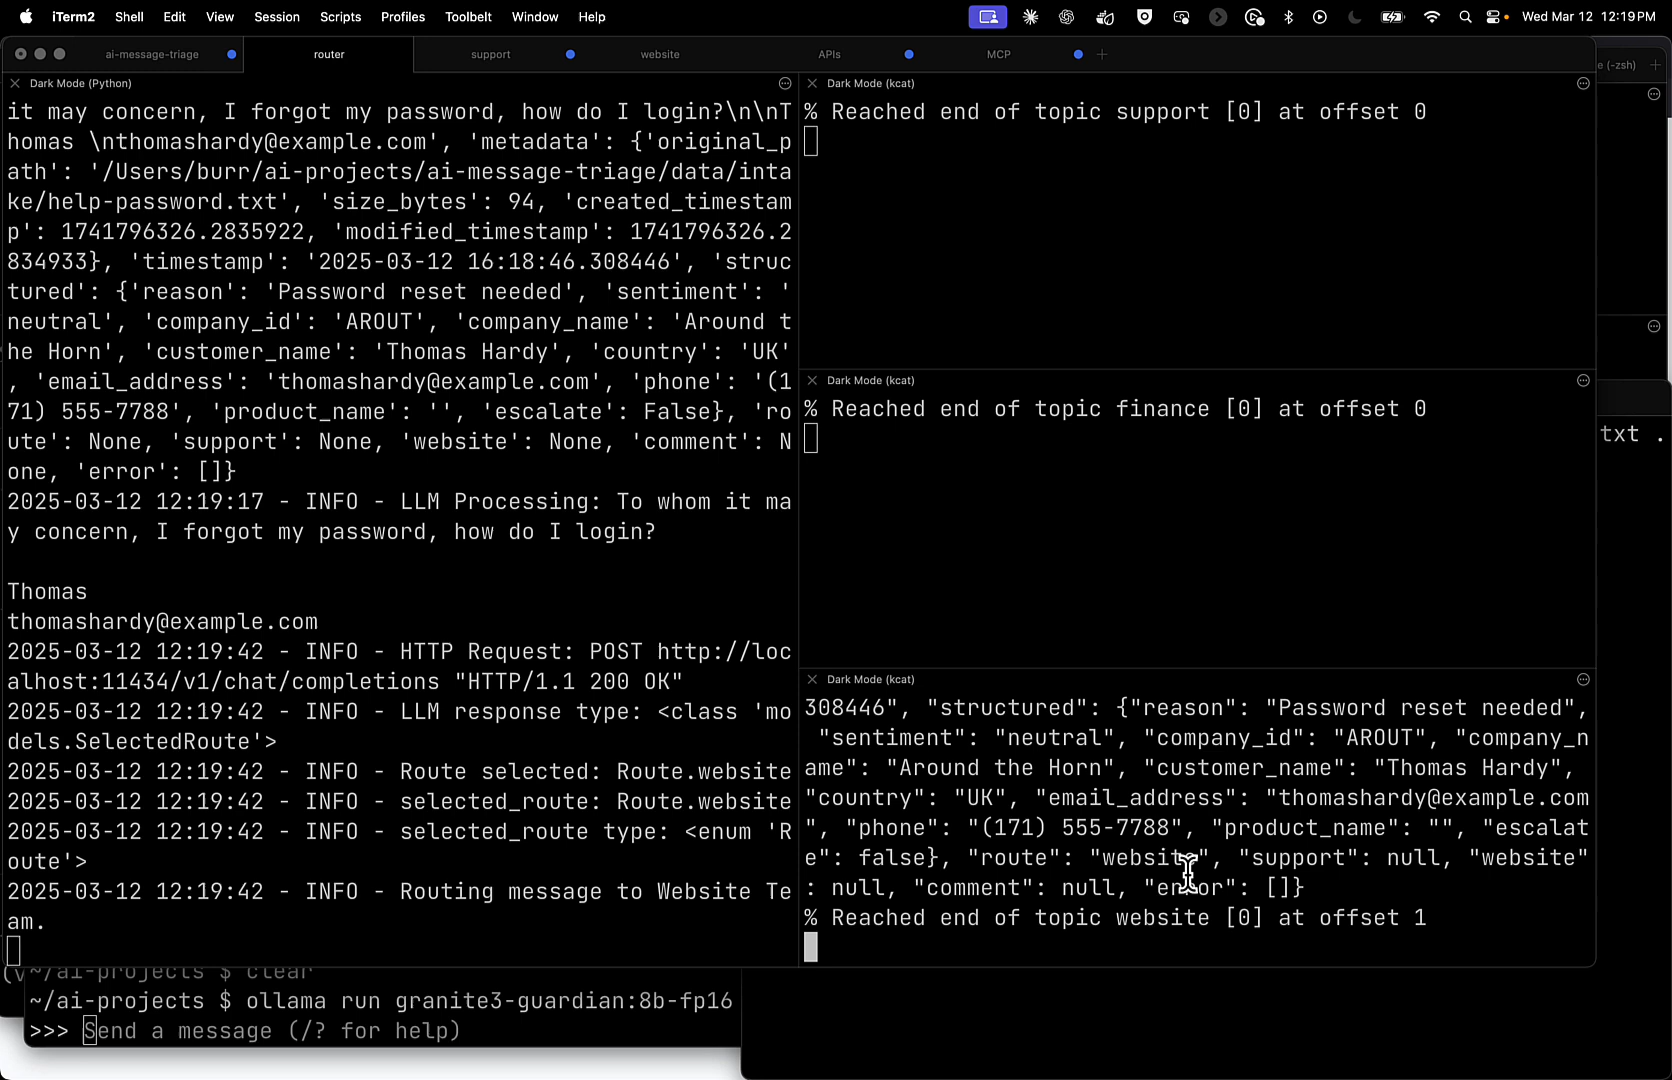 iTerm2 Shell Edit View Session Scripts Profiles Toolbelt Window Help Wed Mar 12 12:19 PM
ai-message-triage router support website APIs MCP +
e (-zsh) +
Dark Mode (Python)
it may concern, I forgot my password, how do I login?\n\nT
homas \nthomashardy@example.com', 'metadata': {'original_p
ath': '/Users/burr/ai-projects/ai-message-triage/data/inta
ke/help-password.txt', 'size_bytes': 94, 'created_timestam
p': 1741796326.2835922, 'modified_timestamp': 1741796326.2
834933}, 'timestamp': '2025-03-12 16:18:46.308446', 'struc
tured': {'reason': 'Password reset needed', 'sentiment': '
neutral', 'company_id': 'AROUT', 'company_name': 'Around t
he Horn', 'customer_name': 'Thomas Hardy', 'country': 'UK'
, 'email_address': 'thomashardy@example.com', 'phone': '(1
71) 555-7788', 'product_name': '', 'escalate': False}, 'ro
ute': None, 'support': None, 'website': None, 'comment': N
one, 'error': []}
2025-03-12 12:19:17 - INFO - LLM Processing: To whom it ma
y concern, I forgot my password, how do I login?
Thomas
thomashardy@example.com
2025-03-12 12:19:42 - INFO - HTTP Request: POST http://loc
alhost:11434/v1/chat/completions "HTTP/1.1 200 OK"
2025-03-12 12:19:42 - INFO - LLM response type: <class 'mo
dels.SelectedRoute'>
2025-03-12 12:19:42 - INFO - Route selected: Route.website
2025-03-12 12:19:42 - INFO - selected_route: Route.website
2025-03-12 12:19:42 - INFO - selected_route type: <enum 'R
oute'>
2025-03-12 12:19:42 - INFO - Routing message to Website Te
am.
Dark Mode (kcat)
% Reached end of topic support [0] at offset 0
Dark Mode (kcat)
% Reached end of topic finance [0] at offset 0
Dark Mode (kcat)
308446", "structured": {"reason": "Password reset needed",
"sentiment": "neutral", "company_id": "AROUT", "company_n
ame": "Around the Horn", "customer_name": "Thomas Hardy",
"country": "UK", "email_address": "thomashardy@example.com
", "phone": "(171) 555-7788", "product_name": "", "escalat
e": false}, "route": "website", "support": null, "website"
: null, "comment": null, "error": []}
% Reached end of topic website [0] at offset 1
txt .
(v~/ai-projects $ clear
~/ai-projects $ ollama run granite3-guardian:8b-fp16
>>> Send a message (/? for help)